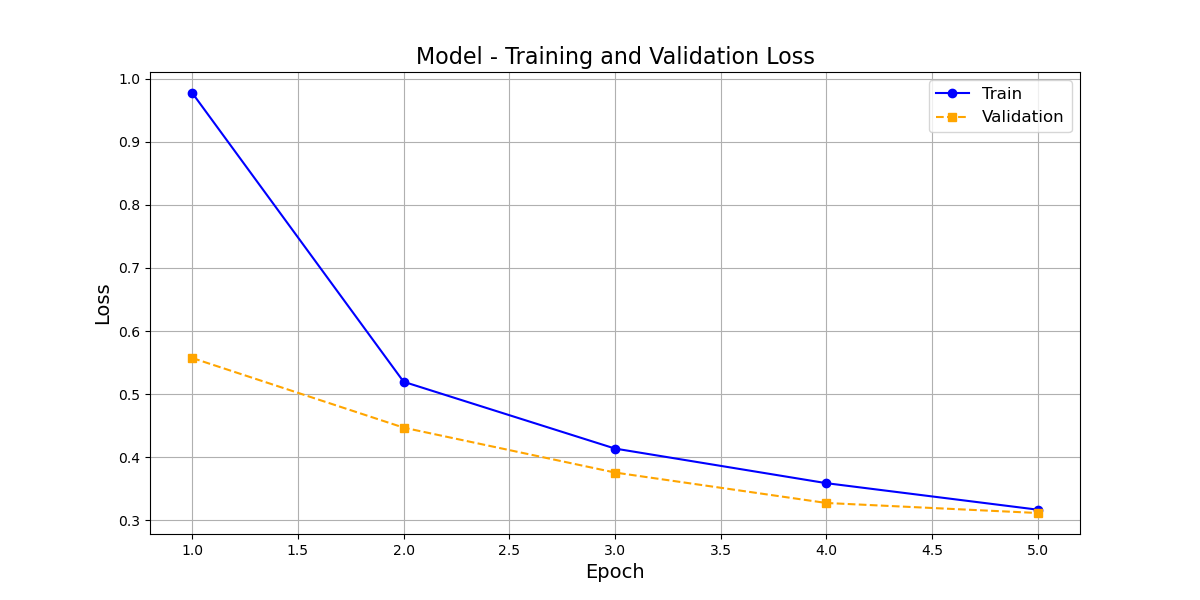 Model - Training and Validation Loss
Train
Validation
Loss
1.0
0.9
0.8
0.7
0.6
0.5
0.4
0.3
1.0 1.5 2.0 2.5 3.0 3.5 4.0 4.5 5.0
Epoch